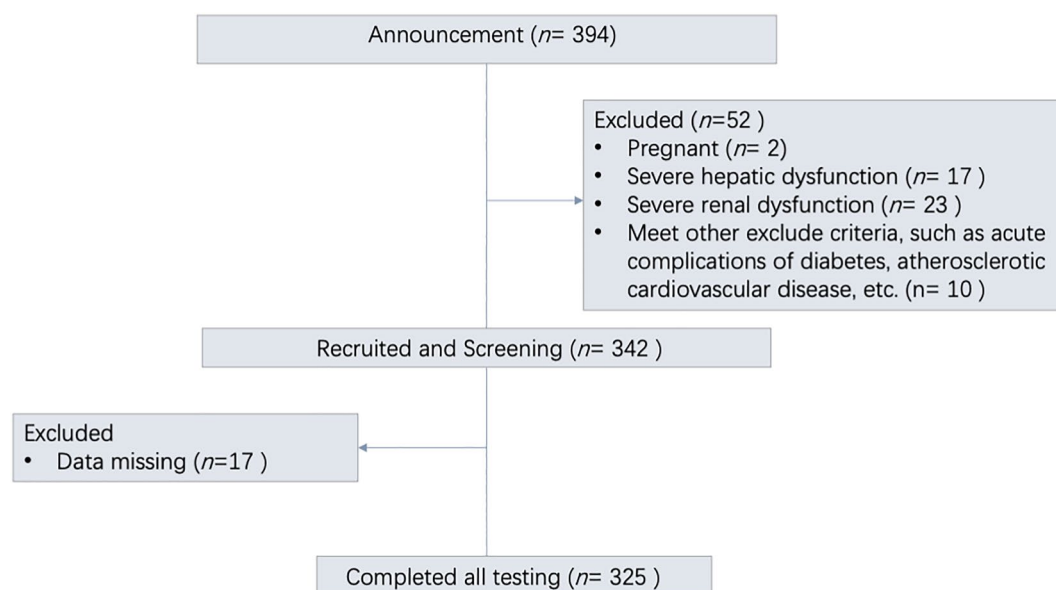 Announcement (n= 394)
Excluded (n=52 )
• Pregnant (n= 2)
• Severe hepatic dysfunction (n= 17 )
• Severe renal dysfunction (n= 23 )
• Meet other exclude criteria, such as acute
complications of diabetes, atherosclerotic
cardiovascular disease, etc. (n= 10 )
Recruited and Screening (n= 342 )
Excluded
• Data missing (n=17 )
Completed all testing (n= 325 )